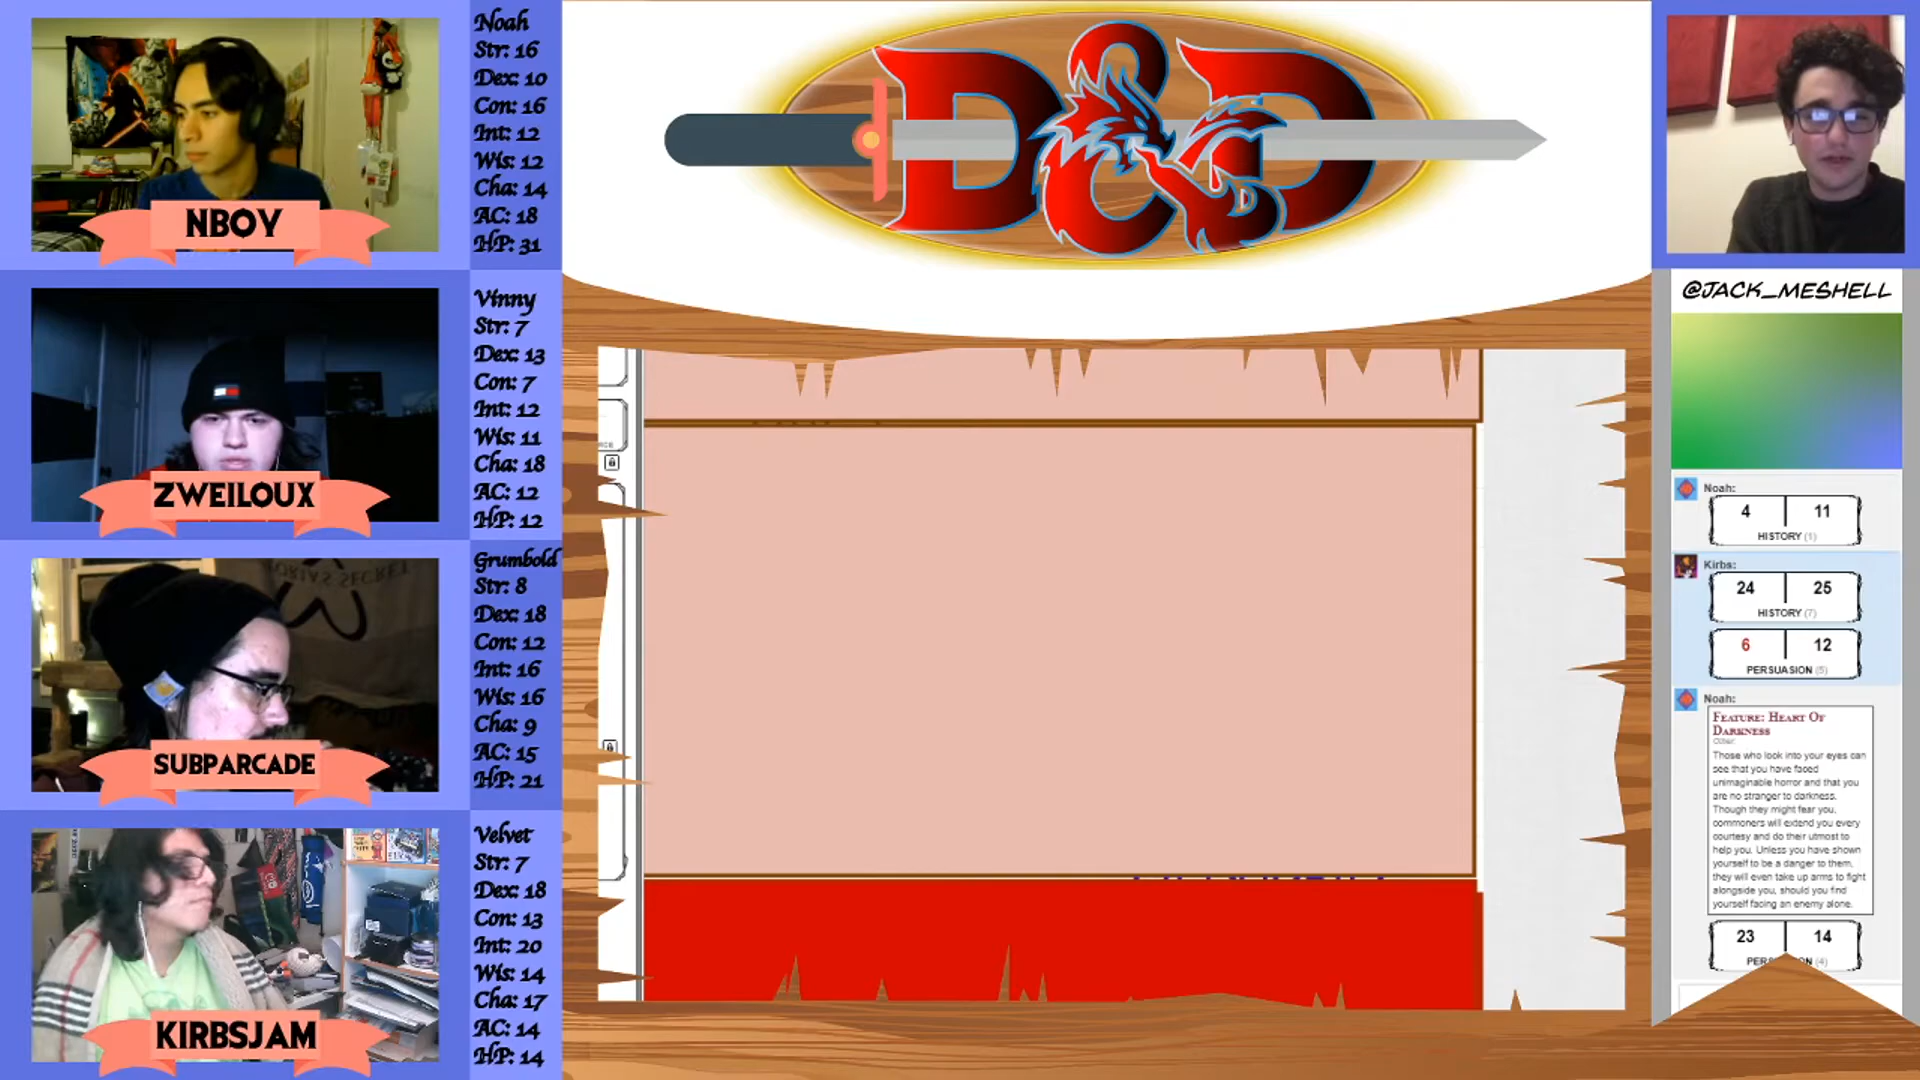 NBOY
Noah
Str: 16
Dex: 10
Con: 16
Int: 12
Wis: 12
Cha: 14
AC: 18
HP: 31
ZWEILOUX
Vinny
Str: 7
Dex: 13
Con: 7
Int: 12
Wis: 11
Cha: 18
AC: 12
HP: 12
SUBPARCADE
Grumbold
Str: 8
Dex: 18
Con: 12
Int: 16
Wis: 16
Cha: 9
AC: 15
HP: 21
KIRBSJAM
Velvet
Str: 7
Dex: 18
Con: 13
Int: 20
Wis: 14
Cha: 17
AC: 14
HP: 14
D&D
@JACK_MESHELL
Noah:
4 11
HISTORY (1)
Kirbs:
24 25
HISTORY (7)
6 12
PERSUASION (5)
Noah:
FEATURE: HEART OF
DARKNESS
Other
Those who look into your eyes can
see that you have faced
unimaginable horror and that you
are no stranger to darkness.
Though they might fear you,
commoners will extend you every
courtesy and do their utmost to
help you. Unless you have shown
yourself to be a danger to them,
they will even take up arms to fight
alongside you, should you find
yourself facing an enemy alone.
23 14
(4)